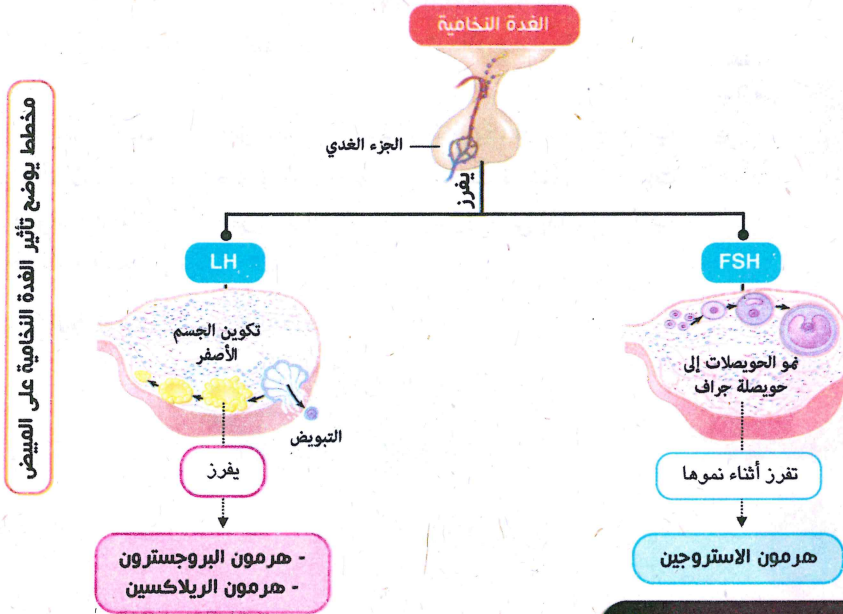 الغدة النخامية
الجزء الغدي
يفرز
مخطط يوضح تأثير الغدة النخامية على المبيض
FSH
نمو الحويصلات إلى
حويصلة جراف
تفرز أثناء نموها
هرمون الاستروجين
LH
تكوين الجسم
الأصفر
التبويض
يفرز
- هرمون البروجسترون
- هرمون الريلاكسين